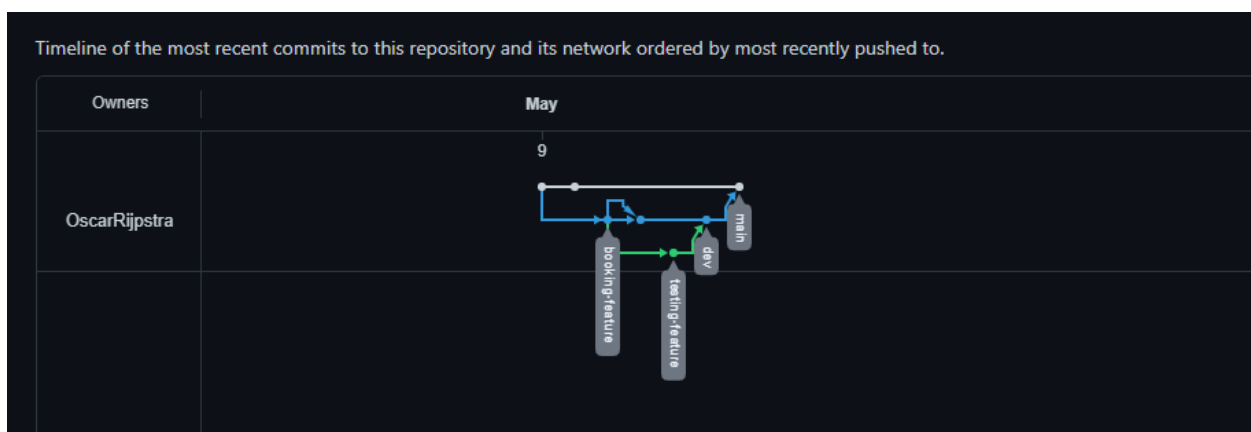 Timeline of the most recent commits to this repository and its network ordered by most recently pushed to.
Owners
May
9
OscarRijpstra
main
dev
booking-feature
testing-feature